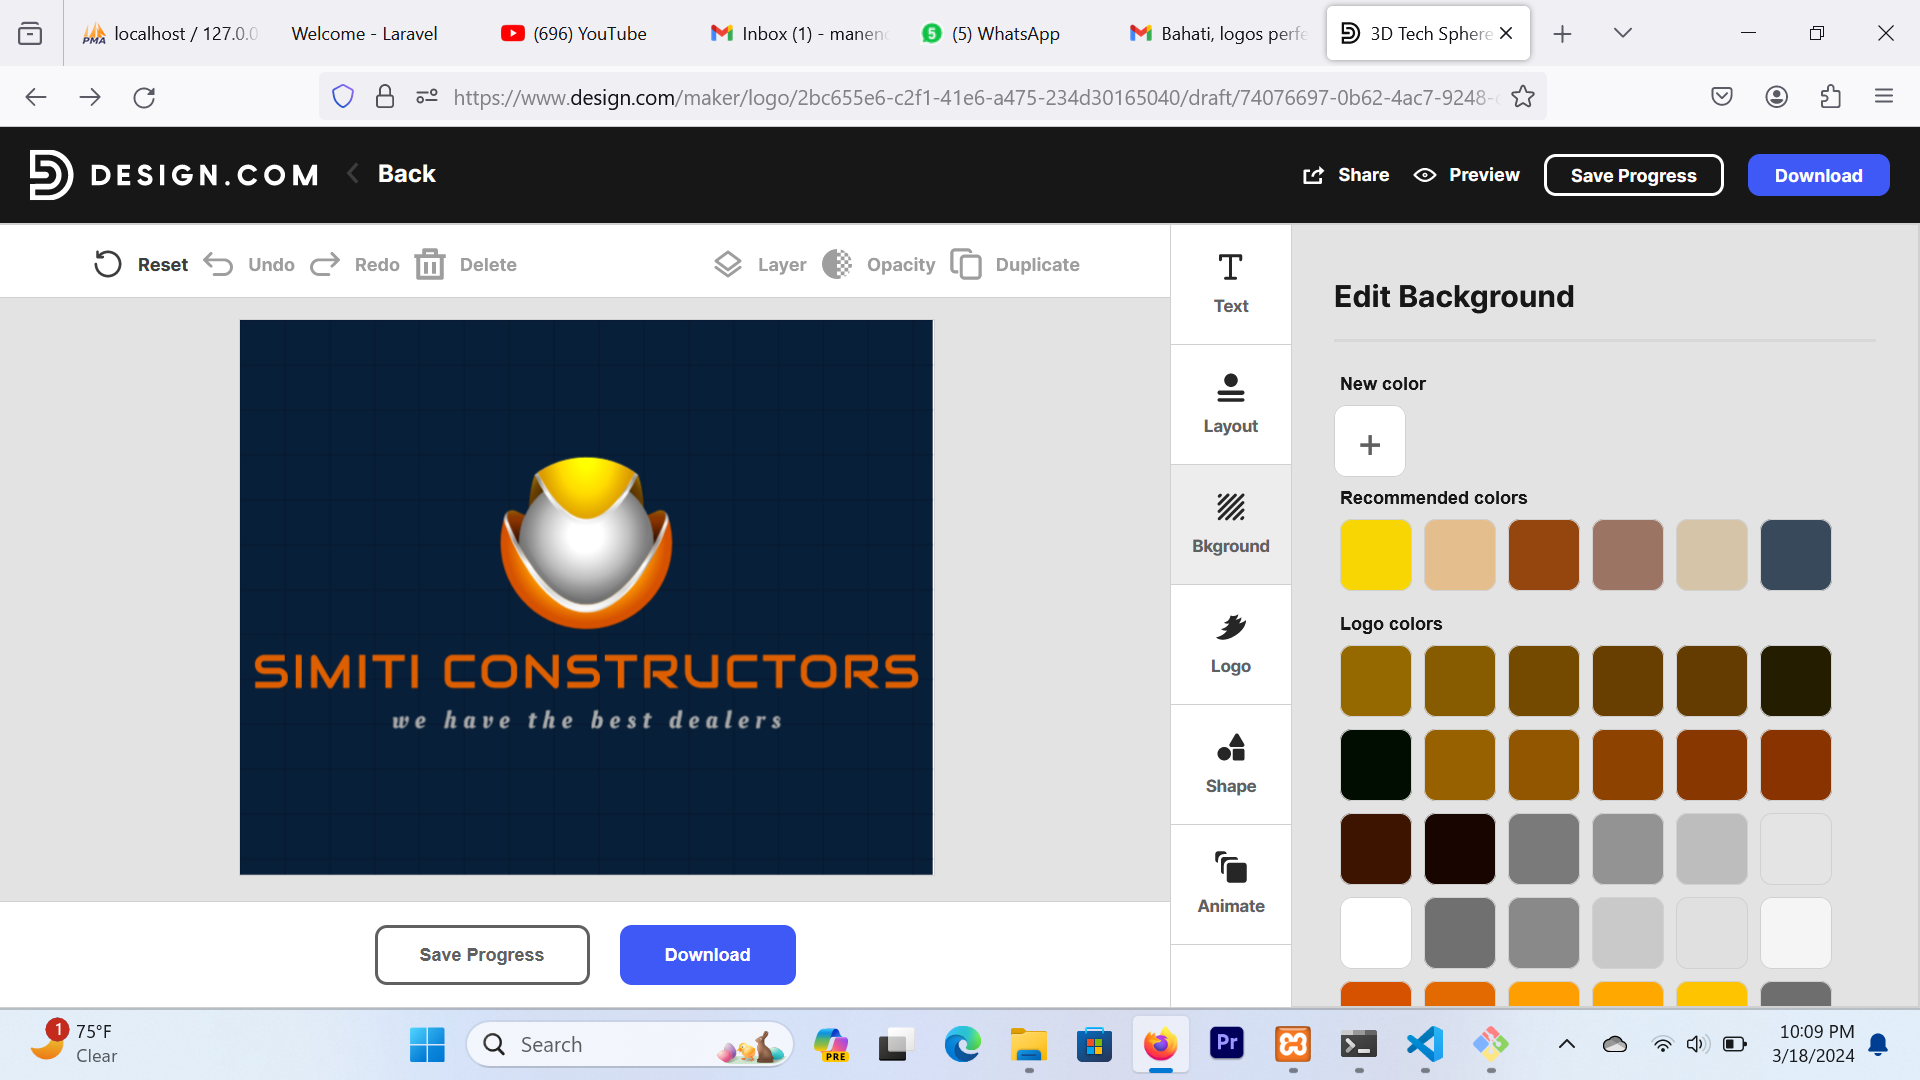 localhost / 127.0.0
Welcome - Laravel
(696) YouTube
Inbox (1) - manen
5
(5) WhatsApp
Bahati, logos perfe
3D Tech Sphere
https://www.design.com/maker/logo/2bc655e6-c2f1-41e6-a475-234d30165040/draft/74076697-0b62-4ac7-9248-
DESIGN.COM
Back
Share
Preview
Save Progress
Download
Reset
Undo
Redo
Delete
Layer
Opacity
Duplicate
SIMITI CONSTRUCTORS
we have the best dealers
Save Progress
Download
Text
Layout
Bkground
Logo
Shape
Animate
Edit Background
New color
Recommended colors
Logo colors
1
75°F
Clear
Search
PRE
Pr
10:09 PM
3/18/2024